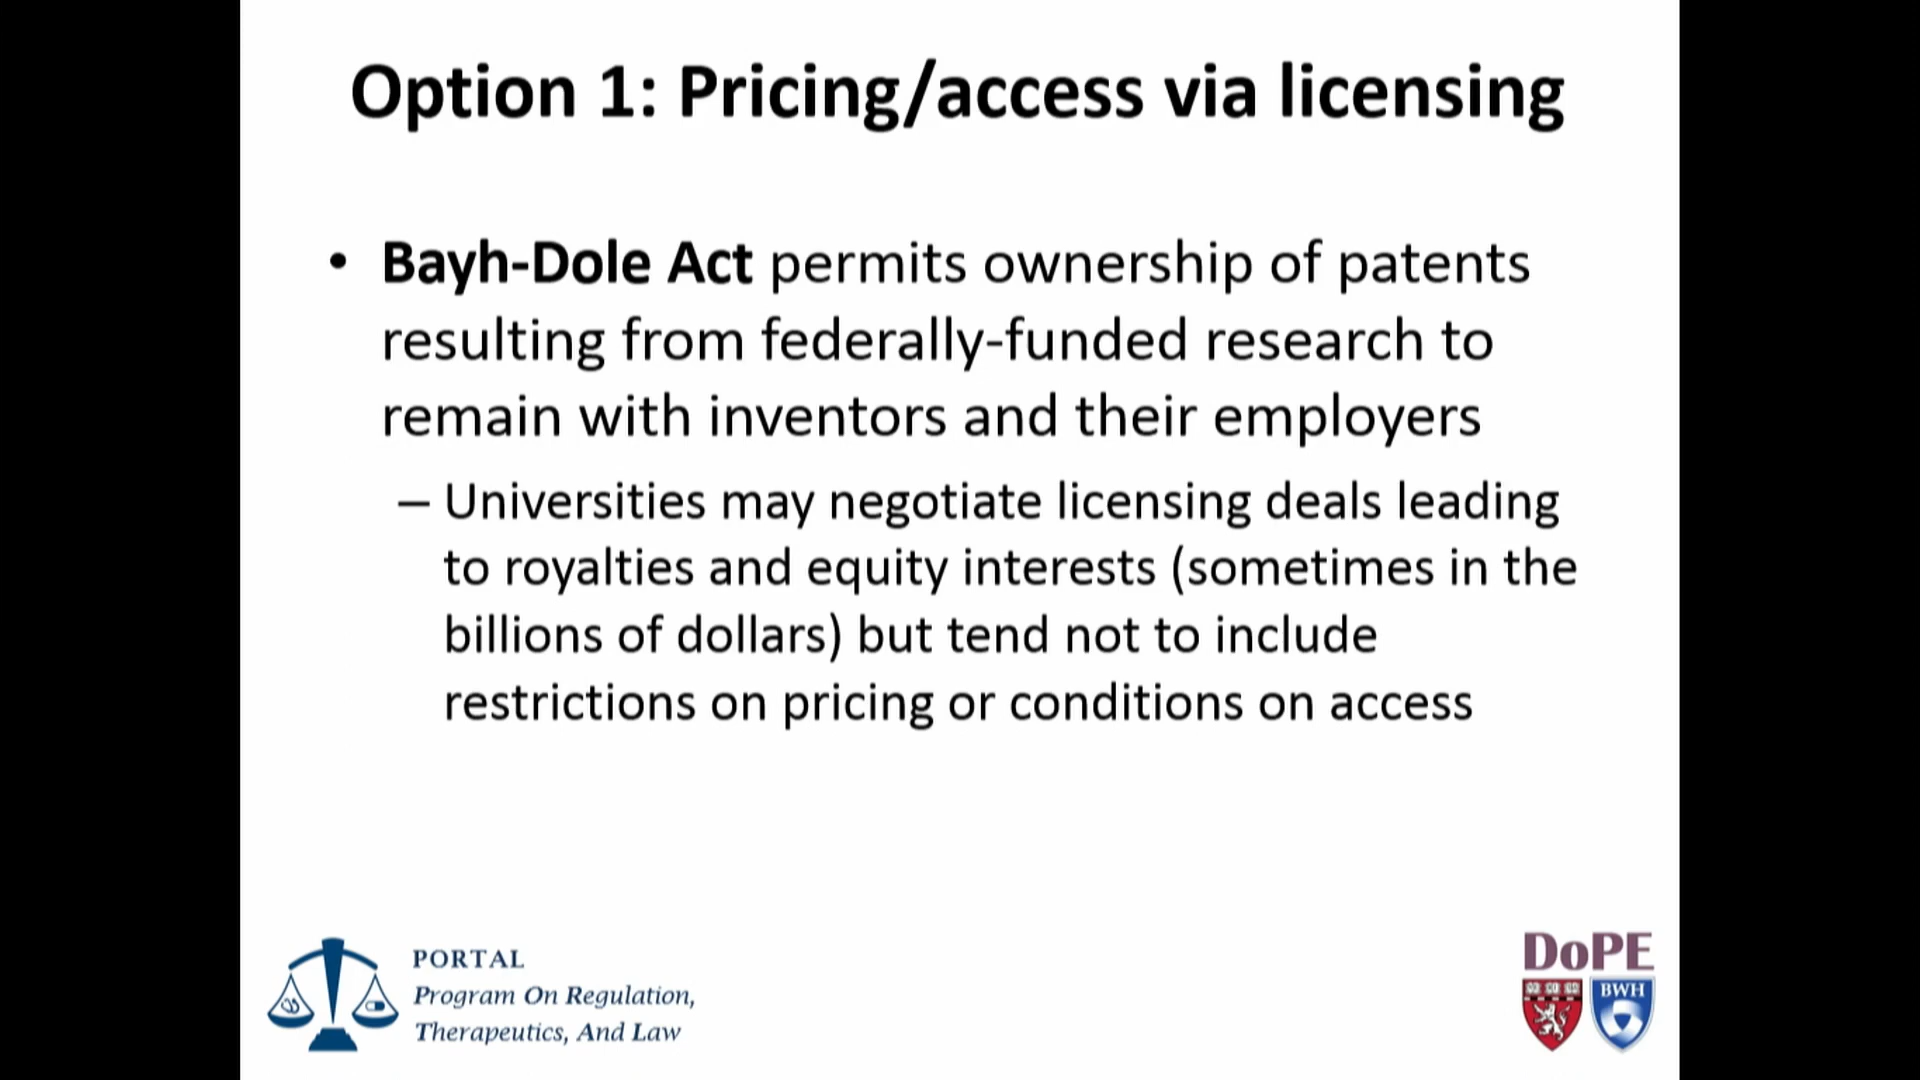 Option 1: Pricing/access via licensing
• Bayh-Dole Act permits ownership of patents
resulting from federally-funded research to
remain with inventors and their employers
– Universities may negotiate licensing deals leading
to royalties and equity interests (sometimes in the
billions of dollars) but tend not to include
restrictions on pricing or conditions on access
PORTAL
Program On Regulation,
Therapeutics, And Law
DoPE
BWH